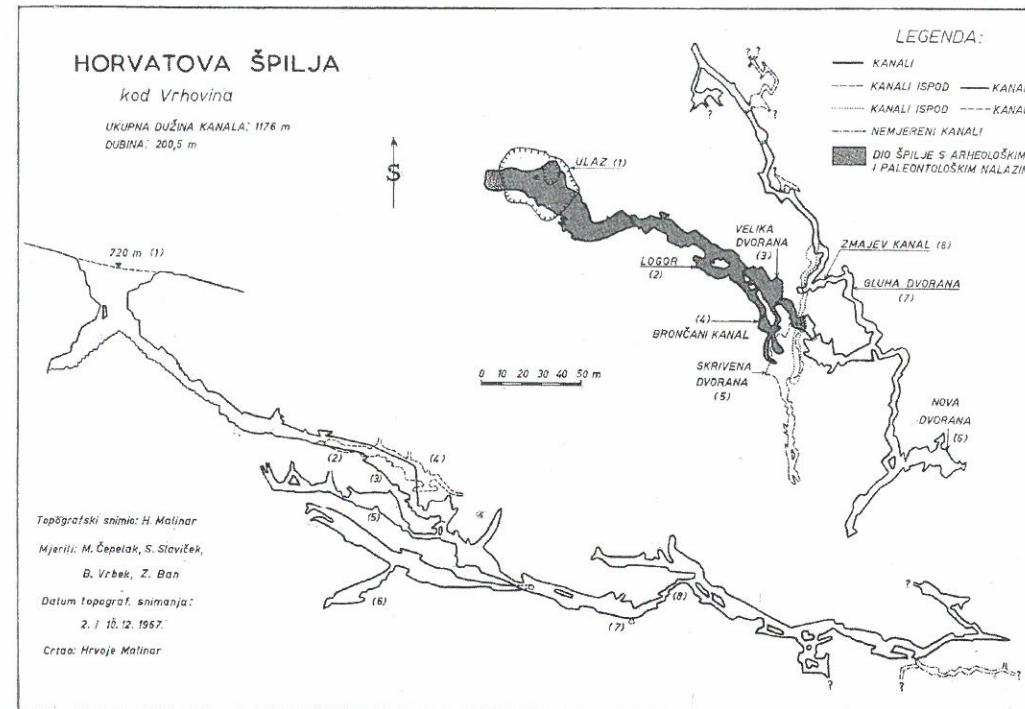 HORVATOVA ŠPILJA
kod Vrhovina
UKUPNA DUŽINA KANALA: 1176 m
DUBINA: 200,5 m
S
LEGENDA:
KANALI
KANALI ISPOD KANAL
KANALI ISPOD KANAL
NEMJERENI KANALI
DIO ŠPILJE S ARHEOLOŠKIM
I PALEONTOLOŠKIM NALAZIM
? ?
?
?
ULAZ (1)
VELIKA
DVORANA
(3)
LOGOR
(2)
ZMAJEV KANAL (8)
GLUHA DVORANA
(7)
(4)
BRONČANI KANAL
SKRIVENA
DVORANA
(5)
NOVA
DVORANA
(6)
0 10 20 30 40 50 m
720 m (1)
(2)
(3)
(4)
(5)
(6)
(7)
(8)
?
?
?
?
?
Topografski snimio: H. Malinar
Mjerili: M. Čepelak, S. Slaviček,
B. Vrbek, Z. Ban
Datum topograf. snimanja:
2. i 10. 12. 1967.
Crtao: Hrvoje Malinar